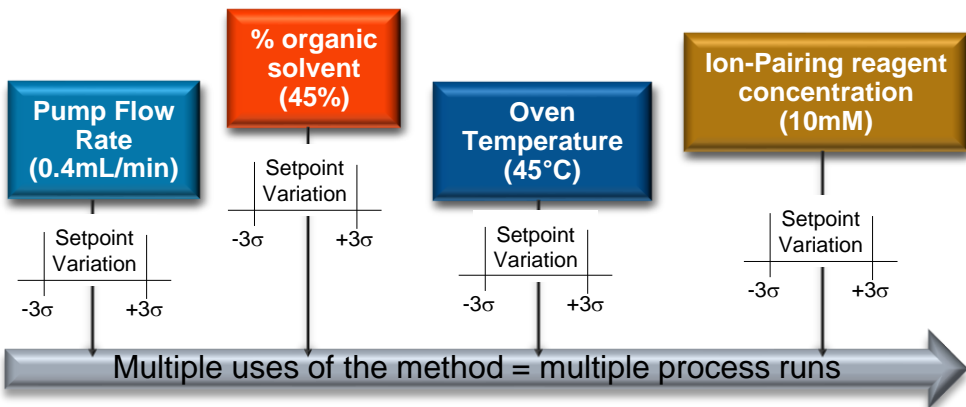 Pump Flow
Rate
(0.4mL/min)
Setpoint
Variation
-3σ
+3σ
% organic
solvent
(45%)
Setpoint
Variation
-3σ
+3σ
Oven
Temperature
(45°C)
Setpoint
Variation
-3σ
+3σ
Ion-Pairing reagent
concentration
(10mM)
Setpoint
Variation
-3σ
+3σ
Multiple uses of the method = multiple process runs